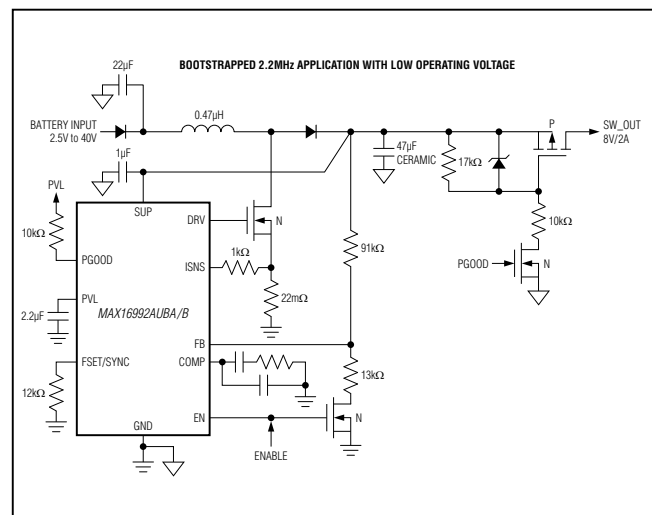 BOOTSTRAPPED 2.2MHz APPLICATION WITH LOW OPERATING VOLTAGE
22µF
0.47µH
BATTERY INPUT
2.5V to 40V
P
SW_OUT
8V/2A
47µF
CERAMIC
17kΩ
1µF
PVL
SUP
10kΩ
DRV
N
91kΩ
10kΩ
PGOOD
ISNS
1kΩ
PGOOD
N
22mΩ
PVL
2.2µF
MAX16992AUBA/B
FB
COMP
FSET/SYNC
13kΩ
12kΩ
GND
EN
N
ENABLE